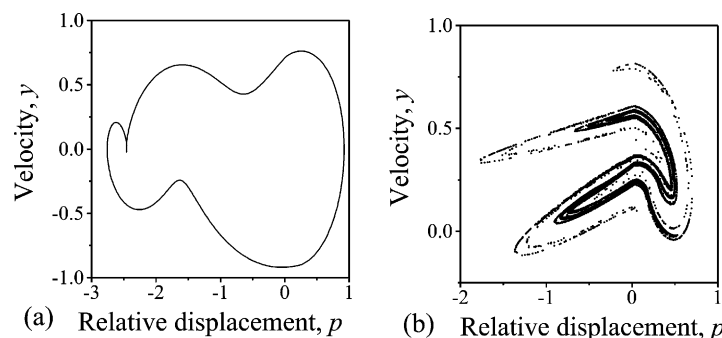 1.0
0.5
0.0
-0.5
-1.0
Velocity, y
-3 -2 -1 0 1
(a) Relative displacement, p
1.0
0.5
0.0
Velocity, y
-2 -1 0 1
(b) Relative displacement, p